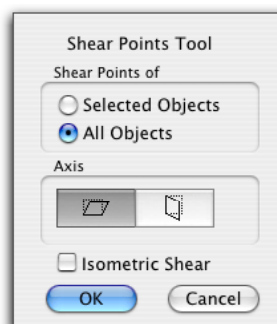 Shear Points Tool
Shear Points of
Selected Objects
All Objects
Axis
Isometric Shear
OK Cancel